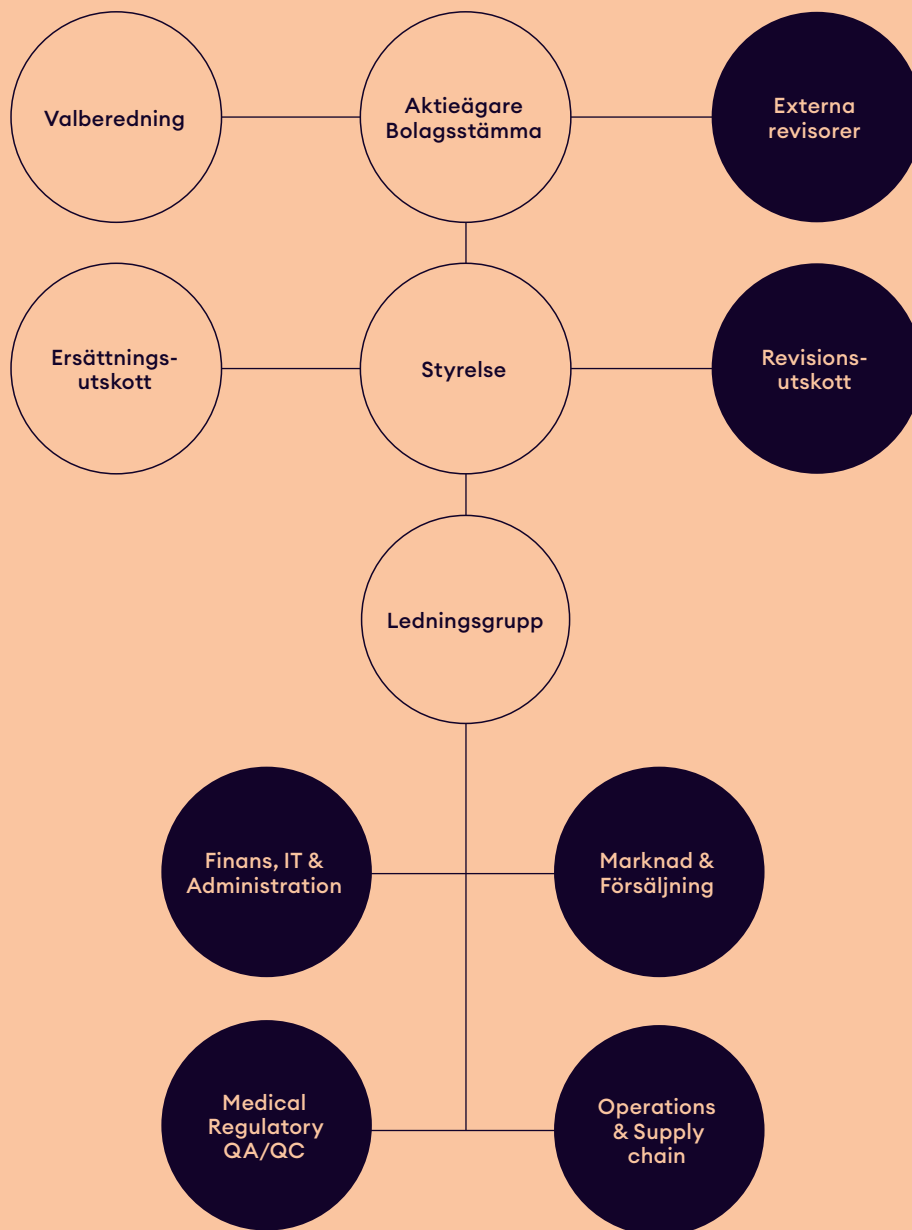 Valberedning
Aktieägare
Bolagsstämma
Externa
revisorer
Ersättnings-
utskott
Styrelse
Revisions-
utskott
Ledningsgrupp
Finans, IT &
Administration
Marknad &
Försäljning
Medical
Regulatory
QA/QC
Operations
& Supply
chain